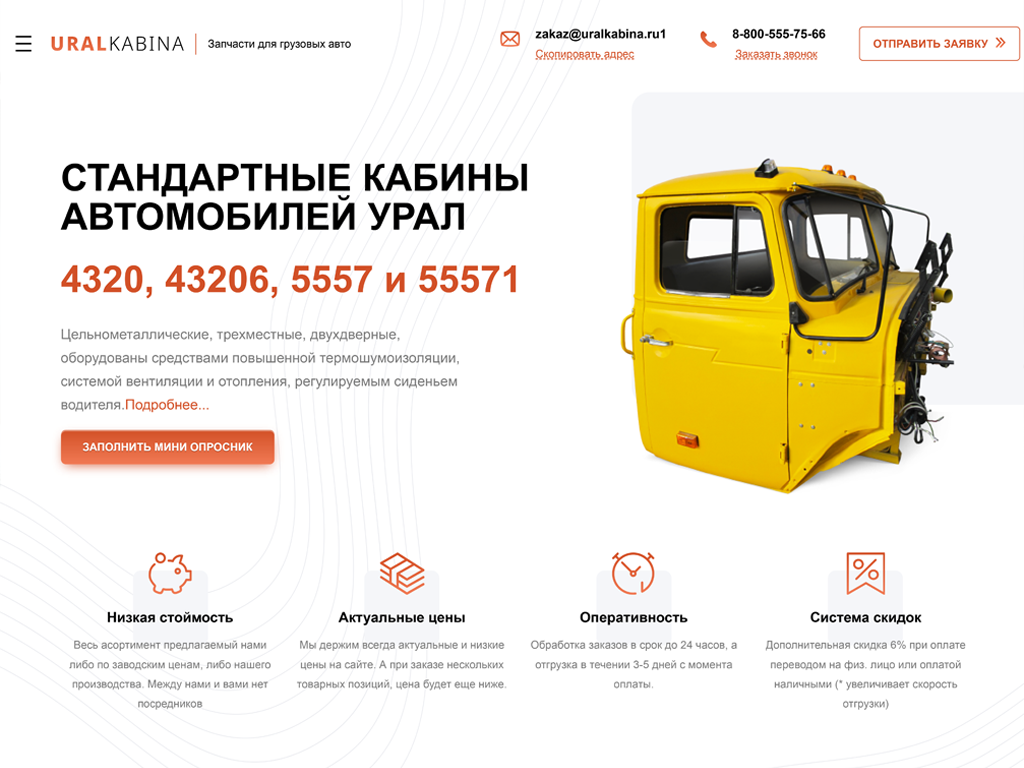 URALKABINA
Запчасти для грузовых авто
zakaz@uralkabina.ru1
Скопировать адрес
8-800-555-75-66
Заказать звонок
ОТПРАВИТЬ ЗАЯВКУ
СТАНДАРТНЫЕ КАБИНЫ
АВТОМОБИЛЕЙ УРАЛ
4320, 43206, 5557 и 55571
Цельнометаллические, трехместные, двухдверные,
оборудованы средствами повышенной термошумоизоляции,
системой вентиляции и отопления, регулируемым сиденьем
водителя.Подробнее...
ЗАПОЛНИТЬ МИНИ ОПРОСНИК
Низкая стоймость
Весь асортимент предлагаемый нами
либо по заводским ценам, либо нашего
производства. Между нами и вами нет
посредников
Актуальные цены
Мы держим всегда актуальные и низкие
цены на сайте. А при заказе нескольких
товарных позиций, цена будет еще ниже.
Оперативность
Обработка заказов в срок до 24 часов, а
отгрузка в течении 3-5 дней с момента
оплаты.
Система скидок
Дополнительная скидка 6% при оплате
переводом на физ. лицо или оплатой
наличными (* увеличивает скорость
отгрузки)